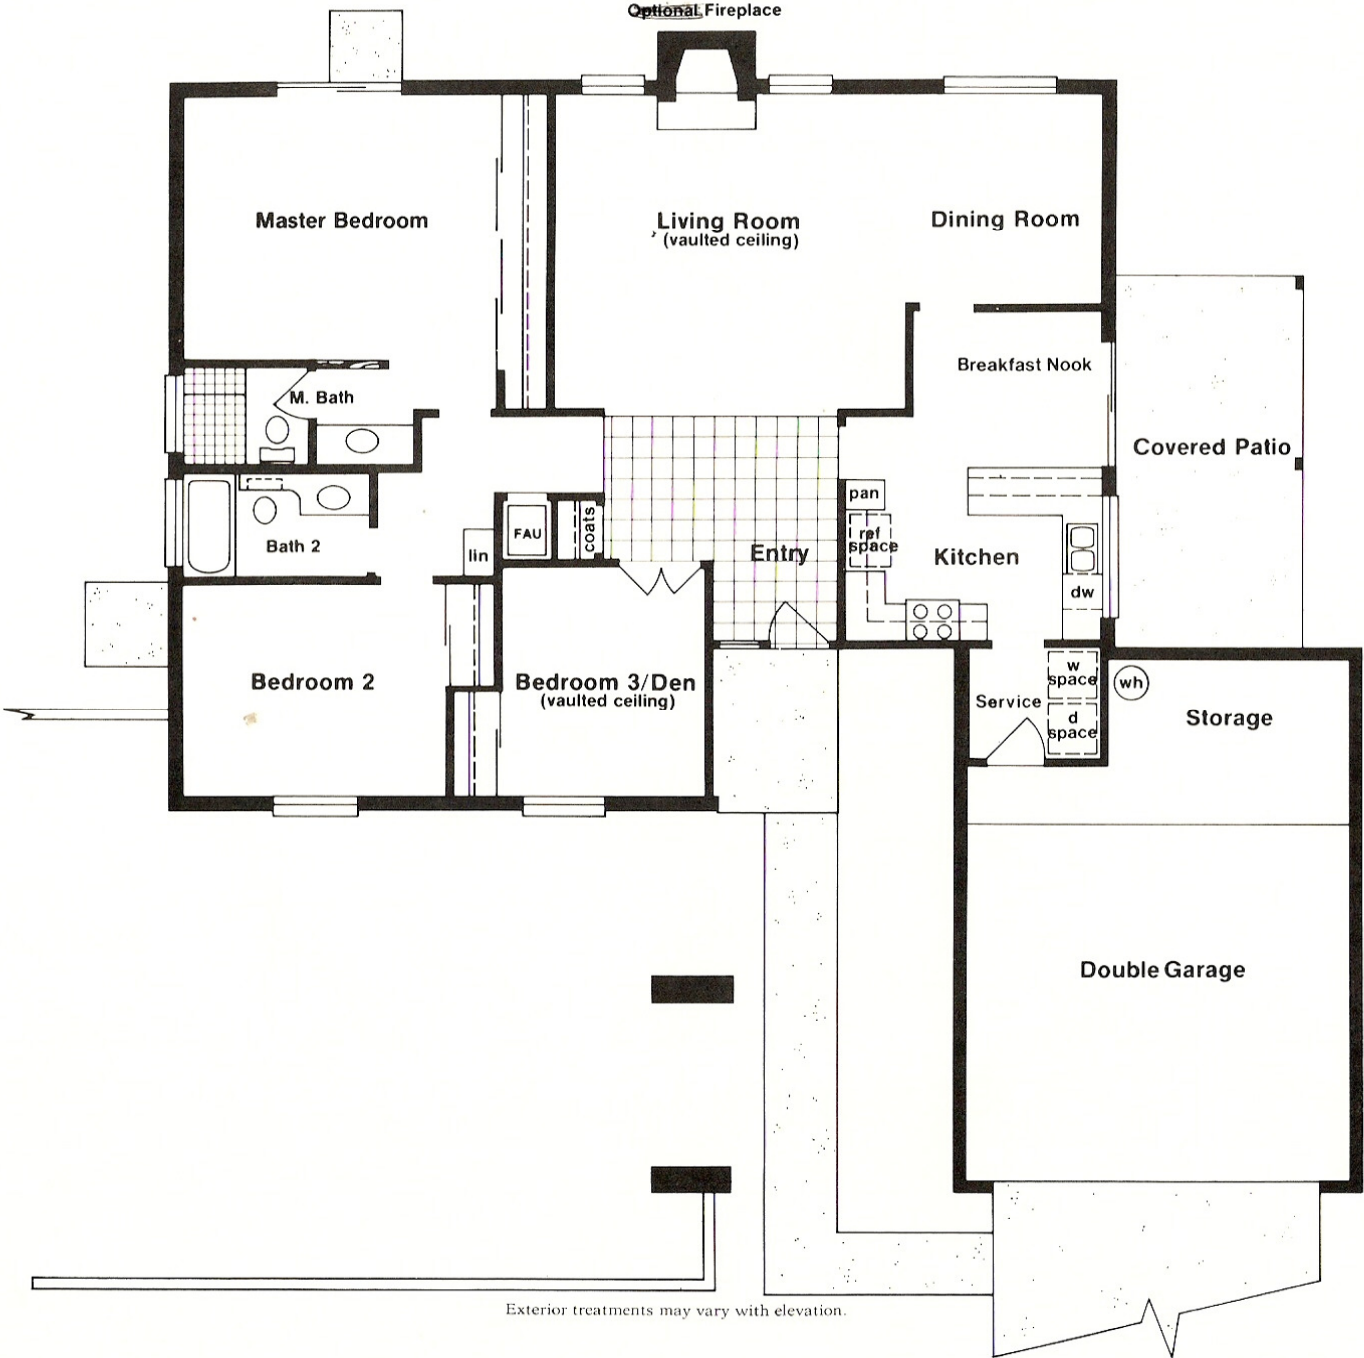 Optional Fireplace
Master Bedroom
Living Room
(vaulted ceiling)
Dining Room
Breakfast Nook
M. Bath
Covered Patio
pan
ref
space
coats
FAU
Entry
Kitchen
Bath 2
lin
dw
Bedroom 2
Bedroom 3/Den
(vaulted ceiling)
w
space
wh
Service
d
space
Storage
Double Garage
Exterior treatments may vary with elevation.